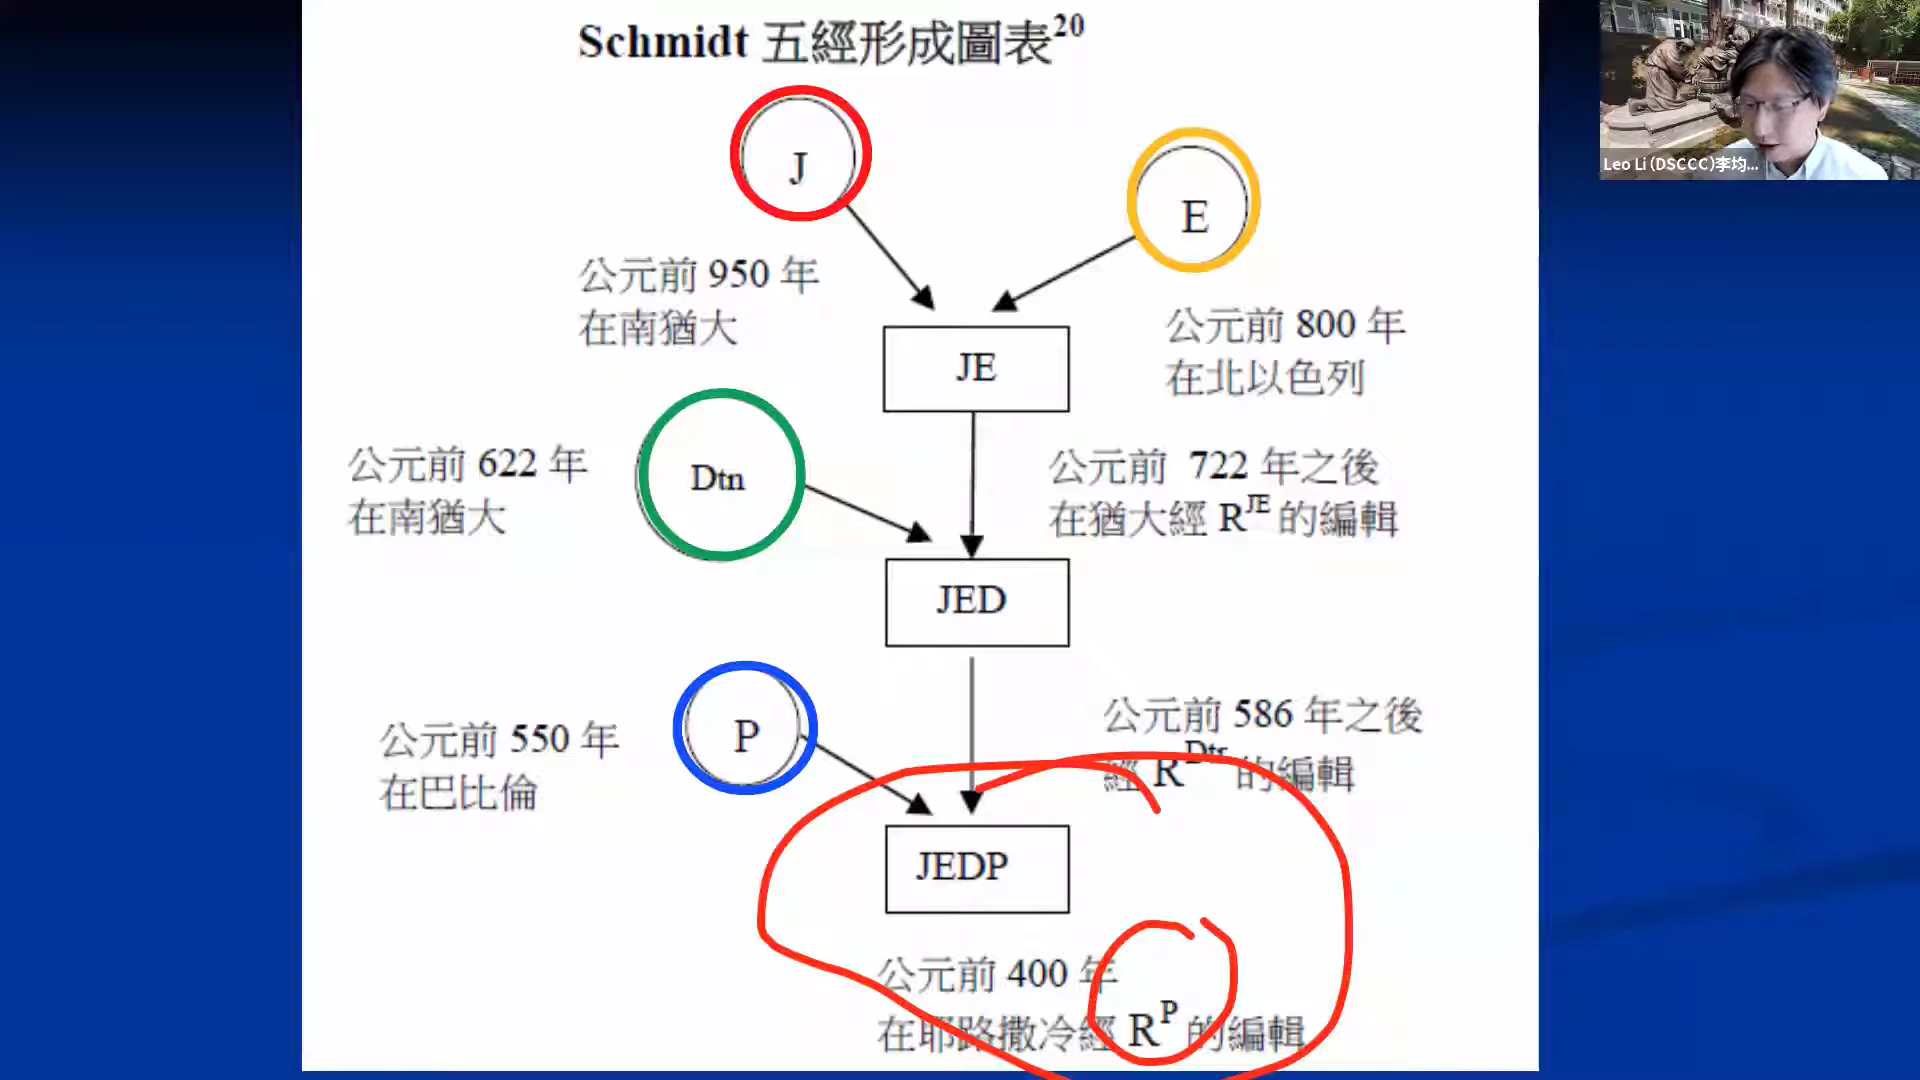 Schmidt 五經形成圖表20
J
E
公元前 950 年
在南猶大
公元前 800 年
在北以色列
JE
公元前 622 年
在南猶大
Dtn
公元前 722 年之後
在猶大經 RJE 的編輯
JED
公元前 550 年
在巴比倫
P
公元前 586 年之後
經 RDtr 的編輯
JEDP
公元前 400 年
在耶路撒冷經 RP 的編輯
Leo Li (DSCCC)李均...